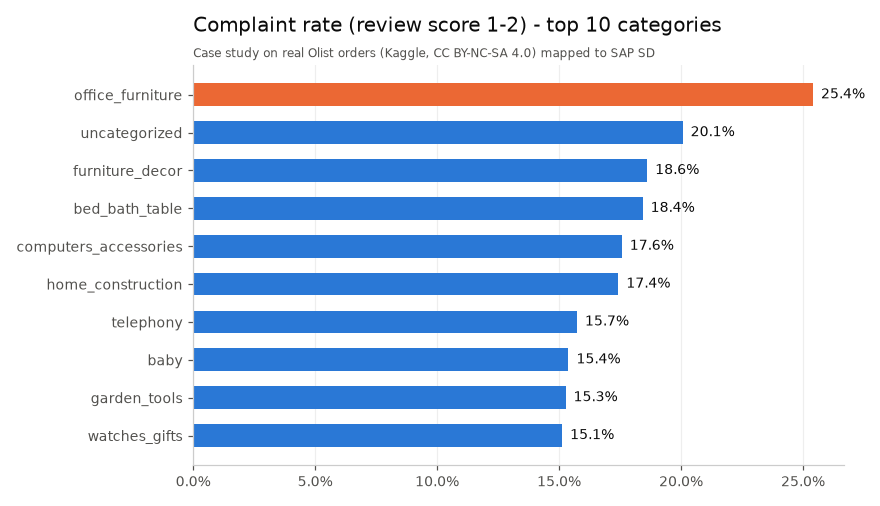 Complaint rate (review score 1-2) - top 10 categories
Case study on real Olist orders (Kaggle, CC BY-NC-SA 4.0) mapped to SAP SD
office_furniture 25.4%
uncategorized 20.1%
furniture_decor 18.6%
bed_bath_table 18.4%
computers_accessories 17.6%
home_construction 17.4%
telephony 15.7%
baby 15.4%
garden_tools 15.3%
watches_gifts 15.1%
0.0% 5.0% 10.0% 15.0% 20.0% 25.0%